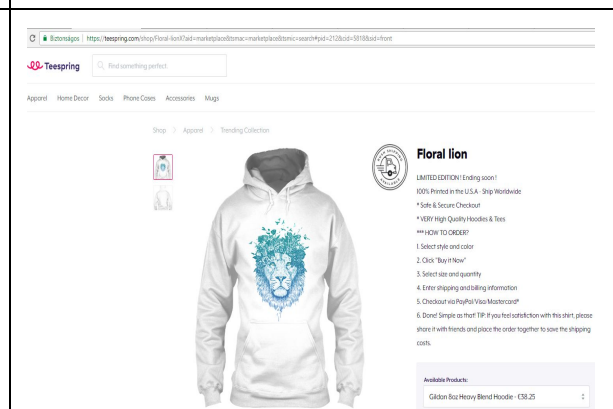 Biztonságos | https://teespring.com/shop/Floral-lionX?aid=marketplace&tsmac=marketplace&tsmic=search#pid=212&cid=5818&sid=front
Teespring
Find something perfect
Apparel Home Decor Socks Phone Cases Accessories Mugs
Shop > Apparel > Trending Collection
Floral lion
LIMITED EDITION ! Ending soon !
100% Printed in the U.S.A - Ship Worldwide
* Safe & Secure Checkout
* VERY High Quality Hoodies & Tees
*** HOW TO ORDER?
1. Select style and color
2. Click "Buy it Now"
3. Select size and quantity
4. Enter shipping and billing information
5. Checkout via PayPal/Visa/Mastercard*
6. Done! Simple as that! TIP: If you feel satisfiction with this shirt, please
share it with friends and place the order together to save the shipping
costs.
Available Products:
Gildan 8oz Heavy Blend Hoodie - €38.25